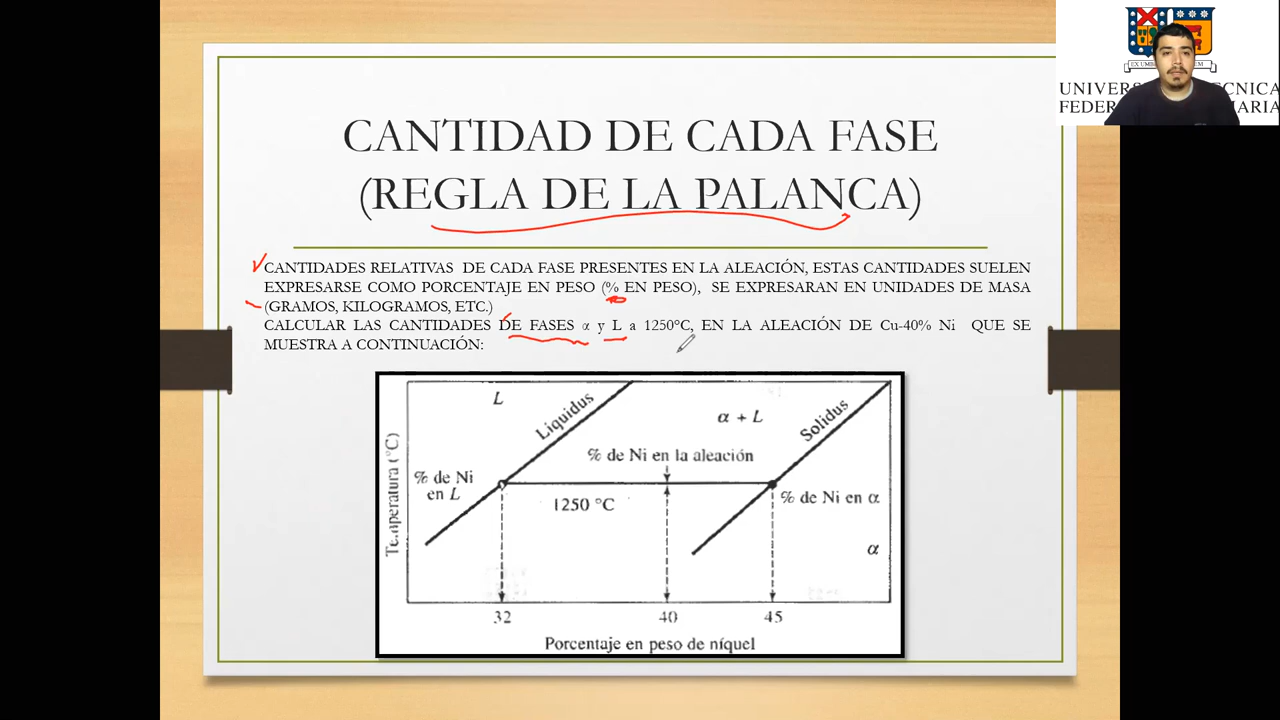 CANTIDAD DE CADA FASE
(REGLA DE LA PALANCA)
CANTIDADES RELATIVAS DE CADA FASE PRESENTES EN LA ALEACIÓN, ESTAS CANTIDADES SUELEN
EXPRESARSE COMO PORCENTAJE EN PESO (% EN PESO), SE EXPRESARAN EN UNIDADES DE MASA
(GRAMOS, KILOGRAMOS, ETC.)
CALCULAR LAS CANTIDADES DE FASES α y L a 1250°C, EN LA ALEACIÓN DE Cu-40% Ni QUE SE
MUESTRA A CONTINUACIÓN:
L
Liquidus
α + L
Solidus
% de Ni en la aleación
% de Ni
en L
1250 °C
% de Ni en α
α
Temperatura (°C)
32
40
45
Porcentaje en peso de níquel